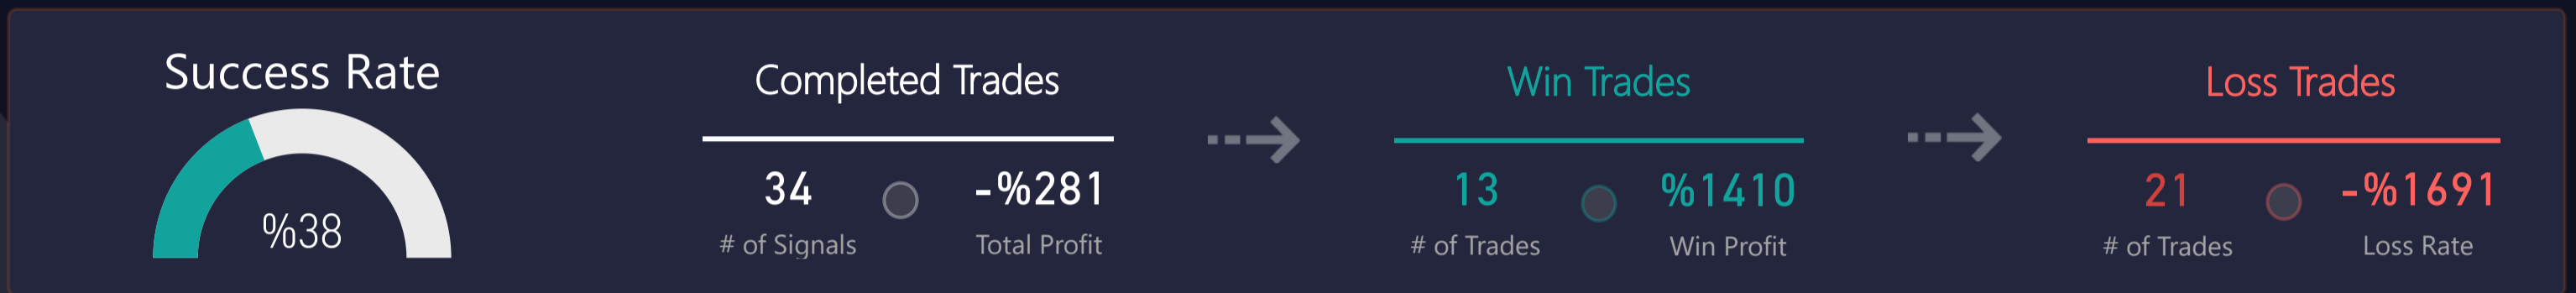 Success Rate
%38
Completed Trades
34
-%281
# of Signals
Total Profit
Win Trades
13
%1410
# of Trades
Win Profit
Loss Trades
21
-%1691
# of Trades
Loss Rate